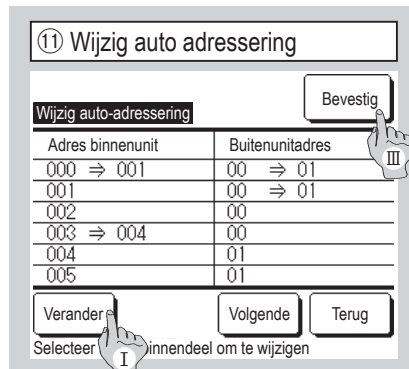 ⑪ Wijzig auto adressering
Bevestig
Wijzig auto-adressering
Adres binnenunit Buitenunitadres
000 ⇒ 001 00 ⇒ 01
001 00 ⇒ 01
002 00
003 ⇒ 004 00
004 01
005 01
III
Verander Volgende Terug
Selecteer binnendeel om te wijzigen
I